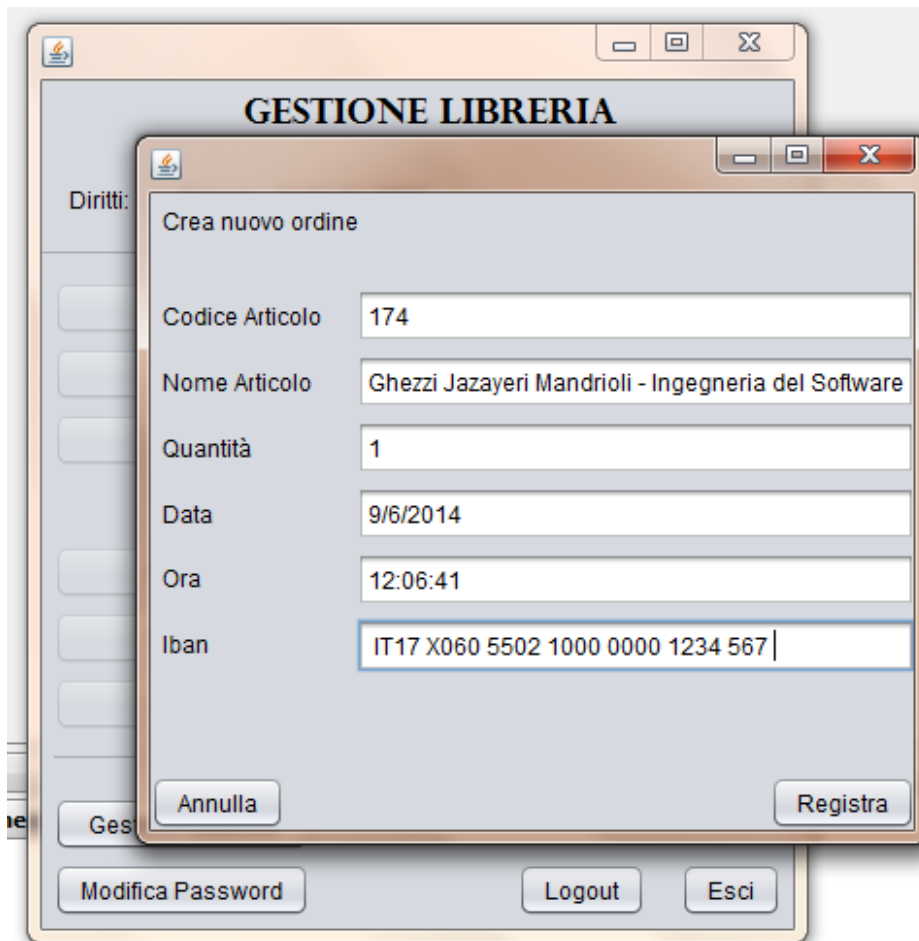 GESTIONE LIBRERIA
Diritti:
Crea nuovo ordine
Codice Articolo 174
Nome Articolo Ghezzi Jazayeri Mandrioli - Ingegneria del Software
Quantità 1
Data 9/6/2014
Ora 12:06:41
Iban IT17 X060 5502 1000 0000 1234 567
Annulla Registra
ne Gest
Modifica Password Logout Esci